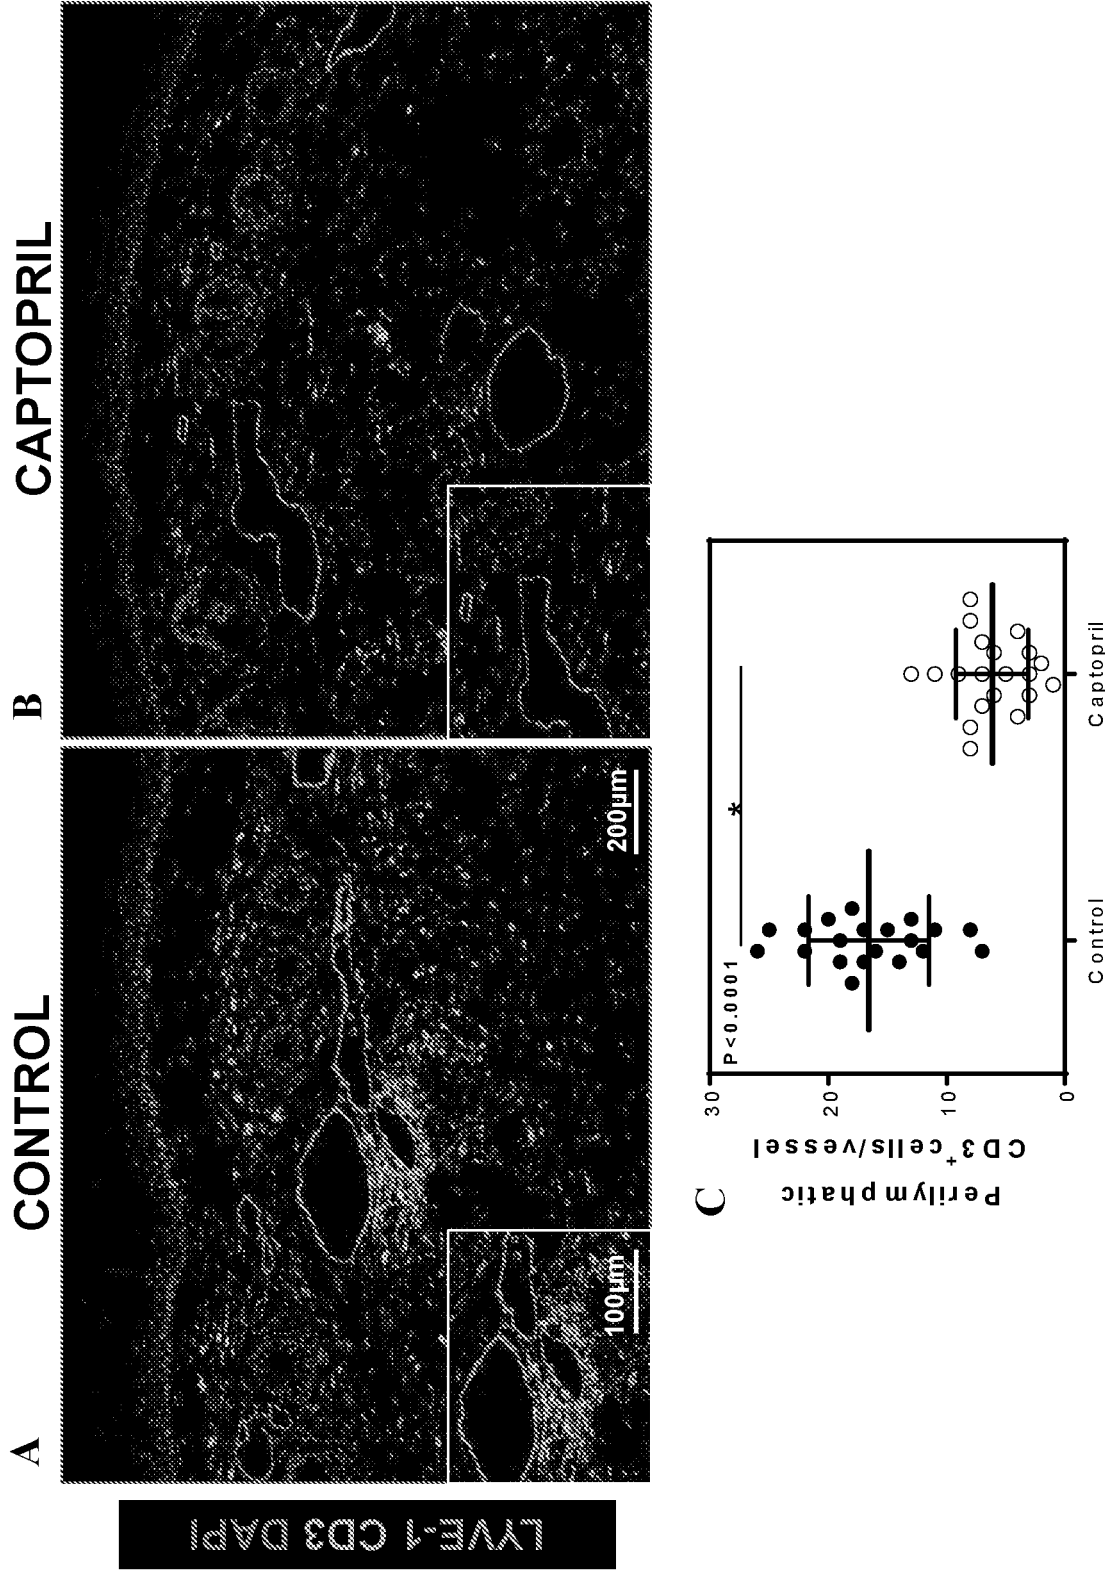 A
CONTROL
B
CAPTOPRIL
LYVE-1 CD3 DAPI
100µm
200µm
C
Perilymphatic
CD3+cells/vessel
30
20
10
0
P<0.0001
*
Control
Captopril